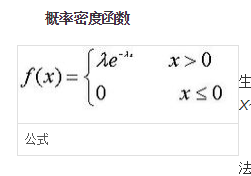 概率密度函数
f(x) = { λe^{-λx}  x > 0
0  x ≤ 0
生
X
公式
法